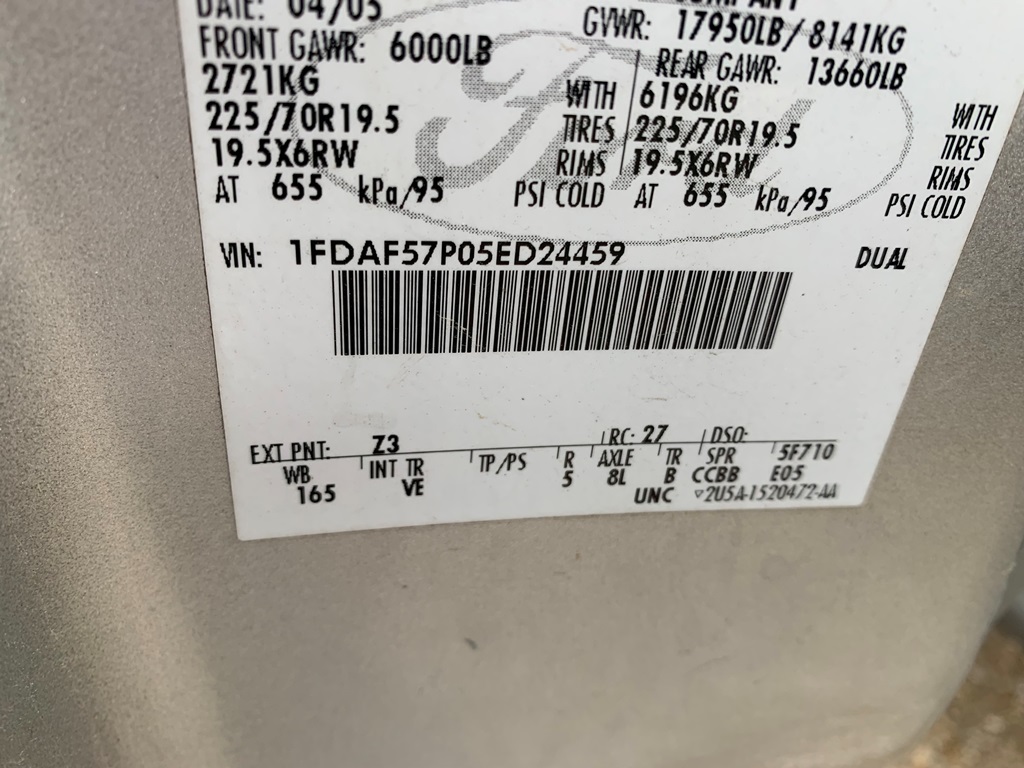 DATE: 04/05
COMPANY
GVWR: 17950LB/ 8141KG
FRONT GAWR: 6000LB
REAR GAWR: 13660LB
2721KG WITH
6196KG WITH
225/70R19.5 TIRES
225/70R19.5 TIRES
19.5X6RW RIMS
19.5X6RW RIMS
AT 655 kPa/95 PSI COLD
AT 655 kPa/95 PSI COLD
Ford
VIN: 1FDAF57P05ED24459 DUAL
EXT PNT: Z3 RC: 27 DSO:
WB INT TR TP/PS R AXLE TR SPR 5F710
165 VE 5 8L B CCBB E05
UNC ▽2U5A-1520472-AA